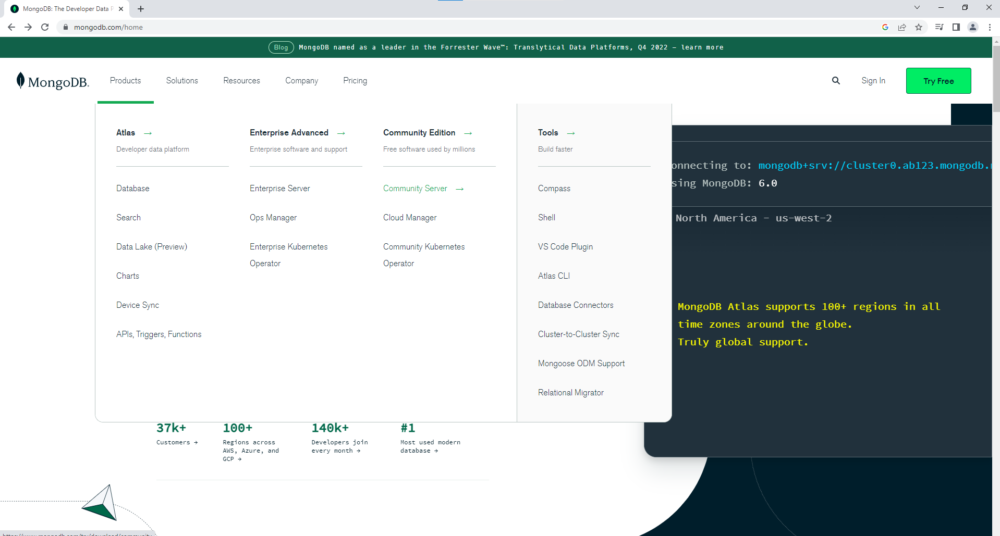 MongoDB: The Developer Data
mongodb.com/home
Blog MongoDB named as a leader in the Forrester Wave™: Translytical Data Platforms, Q4 2022 — learn more
MongoDB.
Products
Solutions
Resources
Company
Pricing
Sign In
Try Free
Atlas →
Developer data platform
Database
Search
Data Lake (Preview)
Charts
Device Sync
APIs, Triggers, Functions
Enterprise Advanced →
Enterprise software and support
Enterprise Server
Ops Manager
Enterprise Kubernetes
Operator
Community Edition →
Free software used by millions
Community Server →
Cloud Manager
Community Kubernetes
Operator
Tools →
Build faster
Compass
Shell
VS Code Plugin
Atlas CLI
Database Connectors
Cluster-to-Cluster Sync
Mongoose ODM Support
Relational Migrator
onnecting to: mongodb+srv://cluster0.ab123.mongodb.
sing MongoDB: 6.0
North America - us-west-2
MongoDB Atlas supports 100+ regions in all
time zones around the globe.
Truly global support.
37k+
Customers →
100+
Regions across
AWS, Azure, and
GCP →
140k+
Developers join
every month →
#1
Most used modern
database →
https://www.mongodb.com/try/download/community